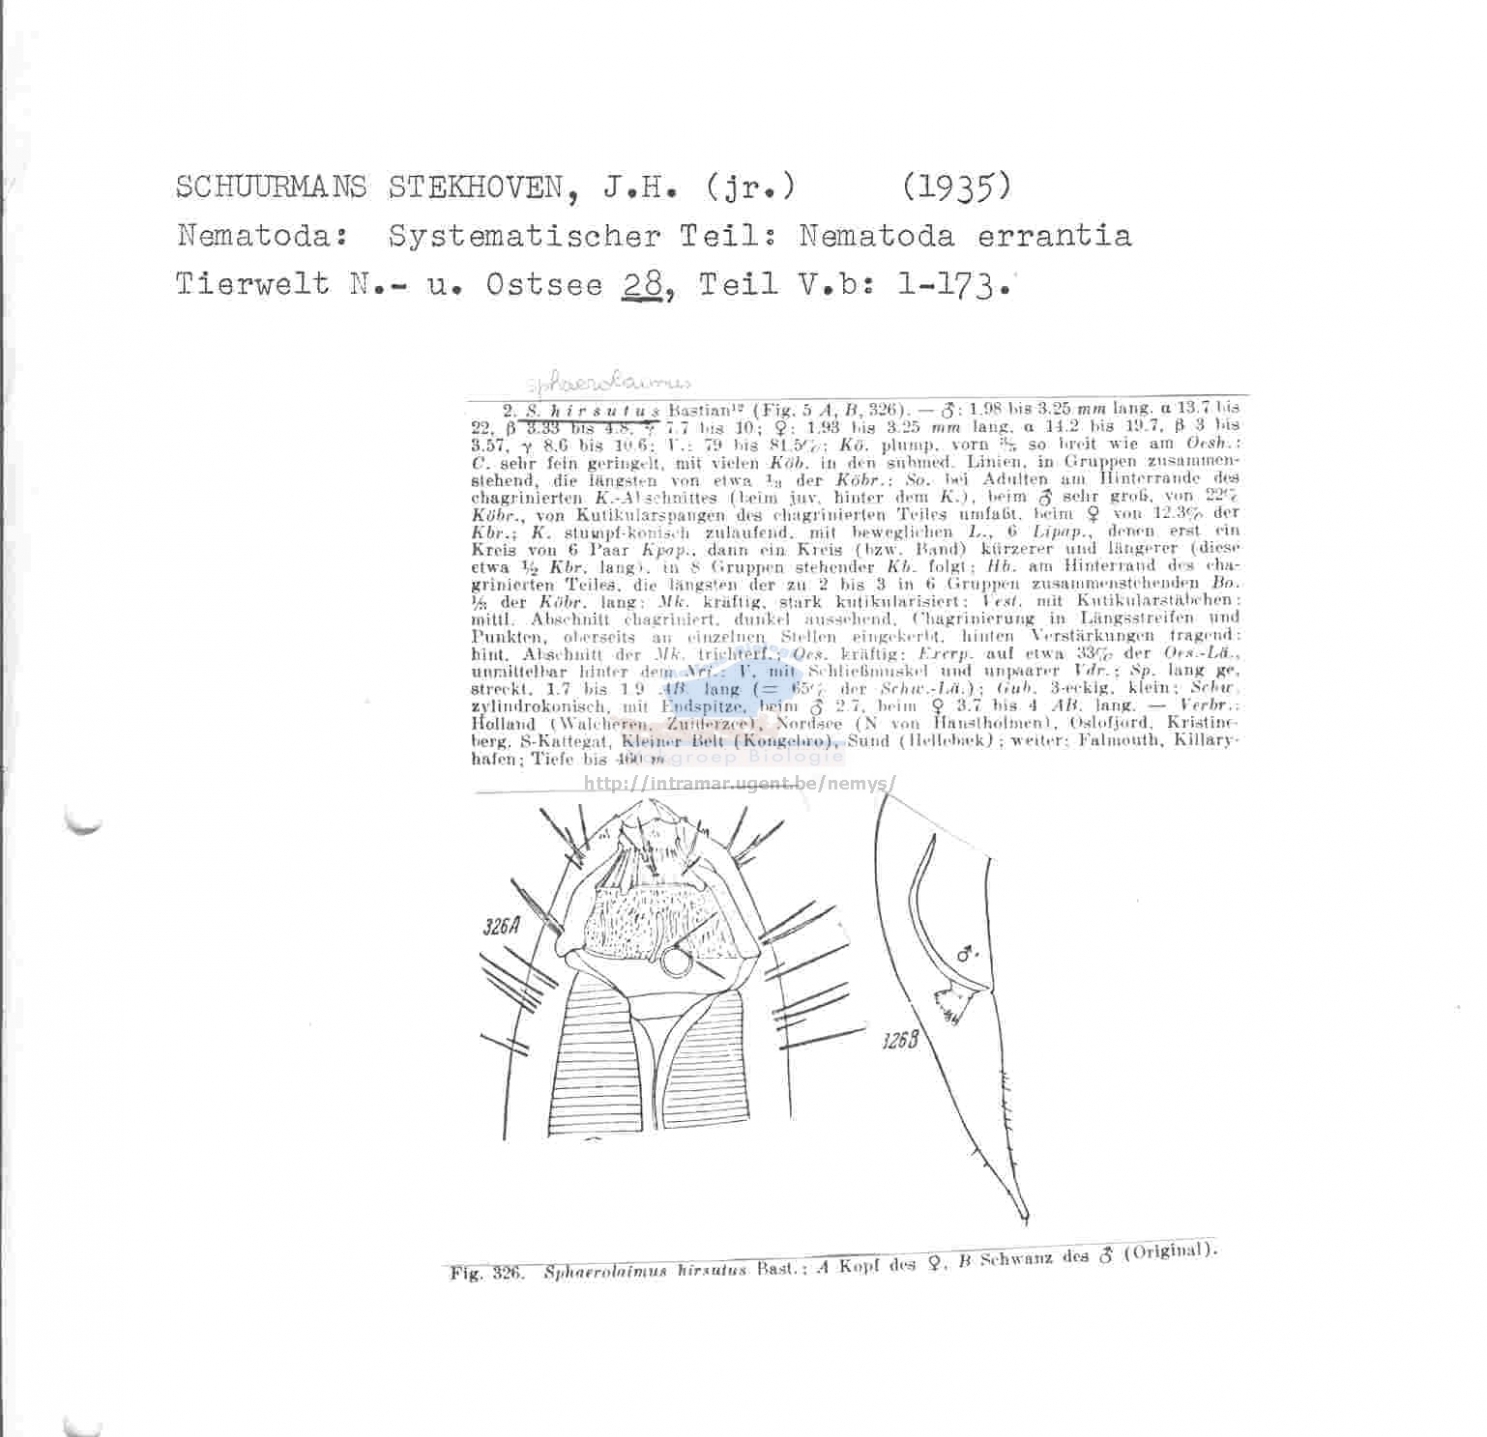 SCHUURMANS STEKHOVEN, J.H. (jr.) (1935)
Nematoda: Systematischer Teil: Nematoda errantia
Tierwelt N.- u. Ostsee 28, Teil V.b: 1-173.
Sphaerolaimus
2. S. hirsutus Bastian¹² (Fig. 5 A, B, 326). — ♂: 1.98 bis 3.25 mm lang. α 13.7 bis
22, β 3.33 bis 4.8, γ 7.7 bis 10; ♀: 1.93 bis 3.25 mm lang, α 14.2 bis 19.7, β 3 bis
3.57, γ 8.6 bis 10.6; V.: 79 bis 81.5%; Kö. plump, vorn so breit wie am Oesh.:
C. sehr fein geringelt, mit vielen Köb. in den submed. Linien, in Gruppen zusammen-
stehend, die längsten von etwa ⅓ der Köbr.; So. bei Adulten am Hinterrande des
chagrinierten K.-Abschnittes (beim juv. hinter dem K.), beim ♂ sehr groß, von 22%
Köbr., von Kutikularspangen des chagrinierten Teiles umfaßt, beim ♀ von 12.3% der
Kbr.; K. stumpf-konisch zulaufend, mit beweglichen L., 6 Lipap., denen erst ein
Kreis von 6 Paar Kpap., dann ein Kreis (bzw. Band) kürzerer und längerer (diese
etwa ½ Kbr. lang), in 8 Gruppen stehender Kb. folgt; Hb. am Hinterrand des cha-
grinierten Teiles, die längsten der zu 2 bis 3 in 6 Gruppen zusammenstehenden Bo.
der Köbr. lang; Mk. kräftig, stark kutikularisiert; Vest. mit Kutikularstäbchen;
mittl. Abschnitt chagriniert, dunkel aussehend, Chagrinierung in Längsstreifen und
Punkten, oberseits an einzelnen Stellen eingekerbt, hinten Verstärkungen tragend;
hint. Abschnitt der Mk. trichterf.; Oes. kräftig; Excrp. auf etwa 33% der Oes.-Lä.,
unmittelbar hinter dem Nri.; V. mit Schließmuskel und unpaarer Vdr.; Sp. lang ge-
streckt, 1.7 bis 1.9 AB. lang (= 65% der Schw.-Lä.); Gub. 3-eckig, klein; Schw.
zylindrokonisch, mit Endspitze, beim ♂ 2.7, beim ♀ 3.7 bis 4 AB. lang. — Verbr.:
Holland (Walcheren, Zuiderzee), Nordsee (N von Hanstholmen), Oslofjord, Kristine-
berg, S-Kattegat, Kleiner Belt (Kongebro), Sund (Hellebæk); weiter: Falmouth, Killary-
hafen; Tiefe bis 460 m
Vakgroep Biologie
http://intramar.ugent.be/nemys/
326A
♂.
326B
Fig. 326. Sphaerolaimus hirsutus Bast.; A Kopf des ♀, B Schwanz des ♂ (Original).